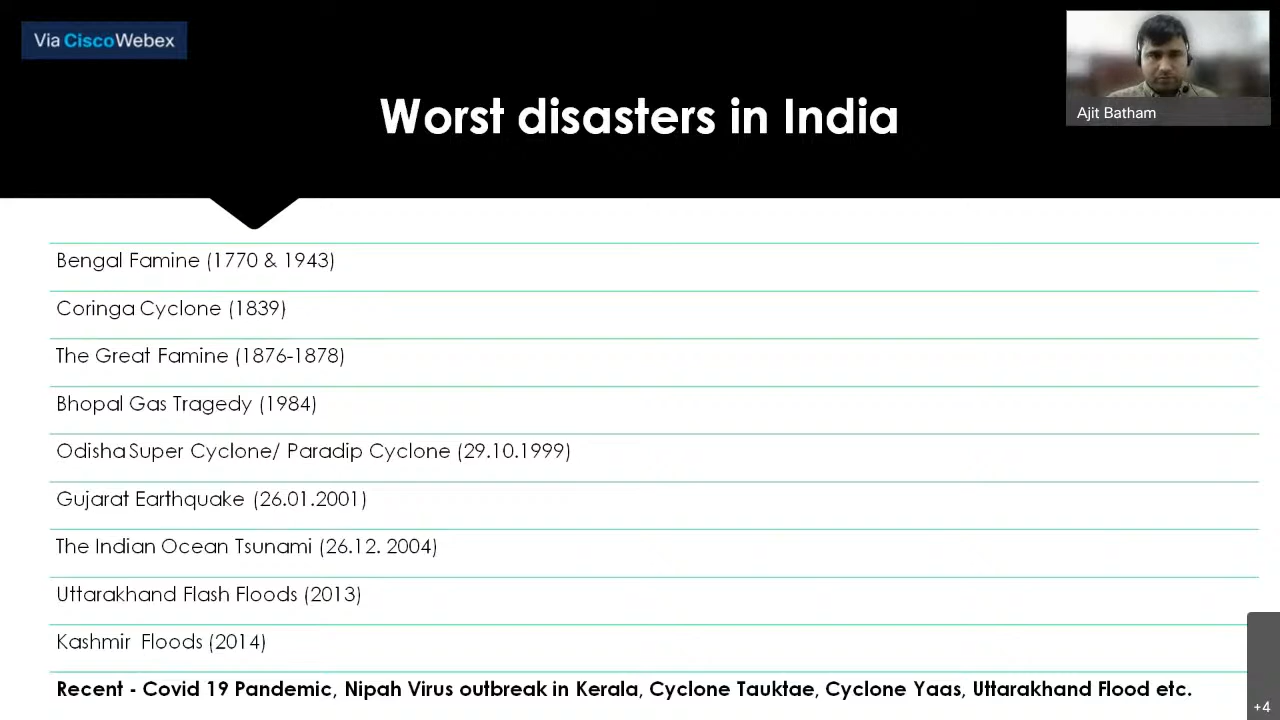 Via CiscoWebex
Ajit Batham
Worst disasters in India
Bengal Famine (1770 & 1943)
Coringa Cyclone (1839)
The Great Famine (1876-1878)
Bhopal Gas Tragedy (1984)
Odisha Super Cyclone/ Paradip Cyclone (29.10.1999)
Gujarat Earthquake (26.01.2001)
The Indian Ocean Tsunami (26.12. 2004)
Uttarakhand Flash Floods (2013)
Kashmir Floods (2014)
Recent - Covid 19 Pandemic, Nipah Virus outbreak in Kerala, Cyclone Tauktae, Cyclone Yaas, Uttarakhand Flood etc.
+4